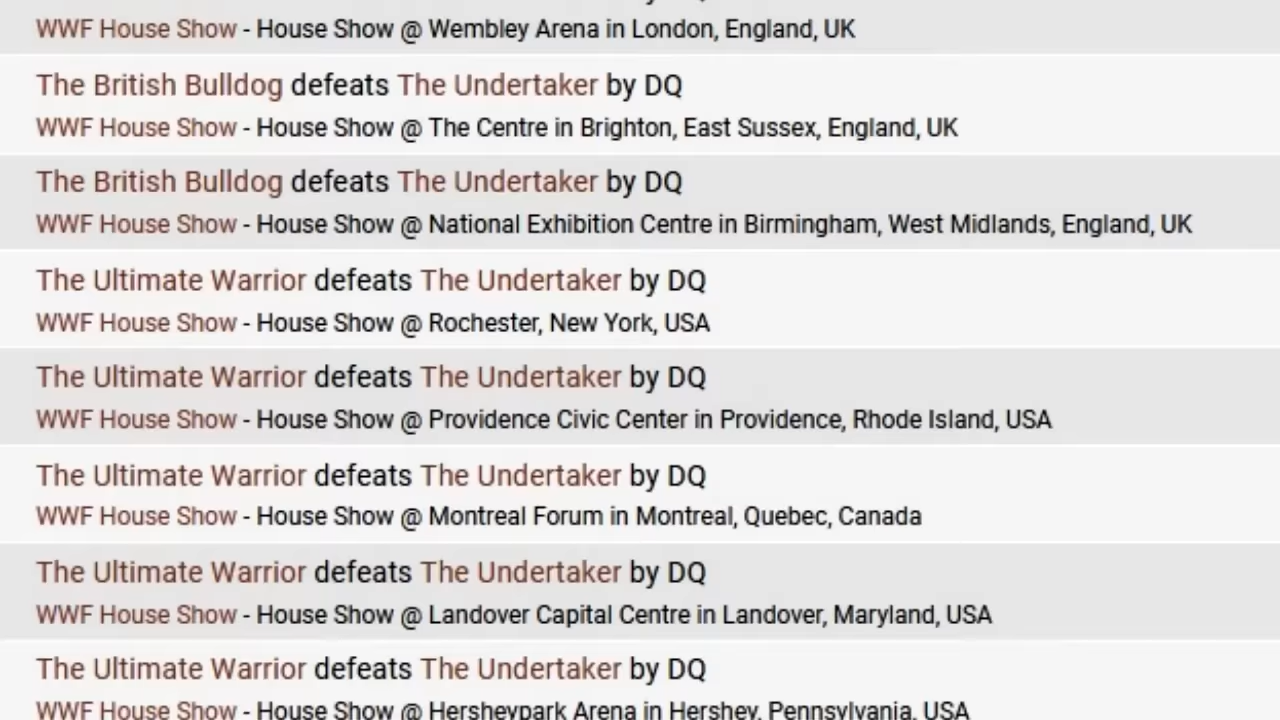 WWF House Show - House Show @ Wembley Arena in London, England, UK
The British Bulldog defeats The Undertaker by DQ
WWF House Show - House Show @ The Centre in Brighton, East Sussex, England, UK
The British Bulldog defeats The Undertaker by DQ
WWF House Show - House Show @ National Exhibition Centre in Birmingham, West Midlands, England, UK
The Ultimate Warrior defeats The Undertaker by DQ
WWF House Show - House Show @ Rochester, New York, USA
The Ultimate Warrior defeats The Undertaker by DQ
WWF House Show - House Show @ Providence Civic Center in Providence, Rhode Island, USA
The Ultimate Warrior defeats The Undertaker by DQ
WWF House Show - House Show @ Montreal Forum in Montreal, Quebec, Canada
The Ultimate Warrior defeats The Undertaker by DQ
WWF House Show - House Show @ Landover Capital Centre in Landover, Maryland, USA
The Ultimate Warrior defeats The Undertaker by DQ
WWF House Show - House Show @ Hersheypark Arena in Hershey, Pennsylvania, USA